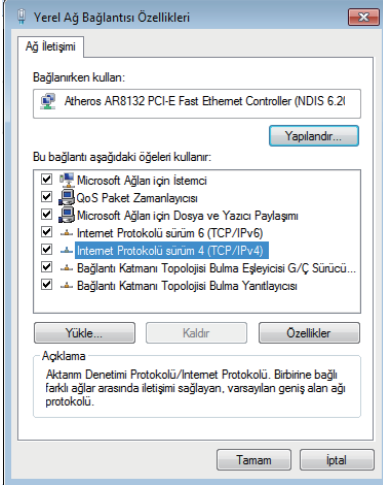 Yerel Ağ Bağlantısı Özellikleri
Ağ İletişimi
Bağlanırken kullan:
Atheros AR8132 PCI-E Fast Ethernet Controller (NDIS 6.20
Yapılandır...
Bu bağlantı aşağıdaki öğeleri kullanır:
Microsoft Ağları için İstemci
QoS Paket Zamanlayıcısı
Microsoft Ağları için Dosya ve Yazıcı Paylaşımı
Internet Protokolü sürüm 6 (TCP/IPv6)
Internet Protokolü sürüm 4 (TCP/IPv4)
Bağlantı Katmanı Topolojisi Bulma Eşleyicisi G/Ç Sürücü...
Bağlantı Katmanı Topolojisi Bulma Yanıtlayıcısı
Yükle... Kaldır Özellikler
Açıklama
Aktarım Denetimi Protokolü/Internet Protokolü. Birbirine bağlı
farklı ağlar arasında iletişimi sağlayan, varsayılan geniş alan ağı
protokolü.
Tamam İptal